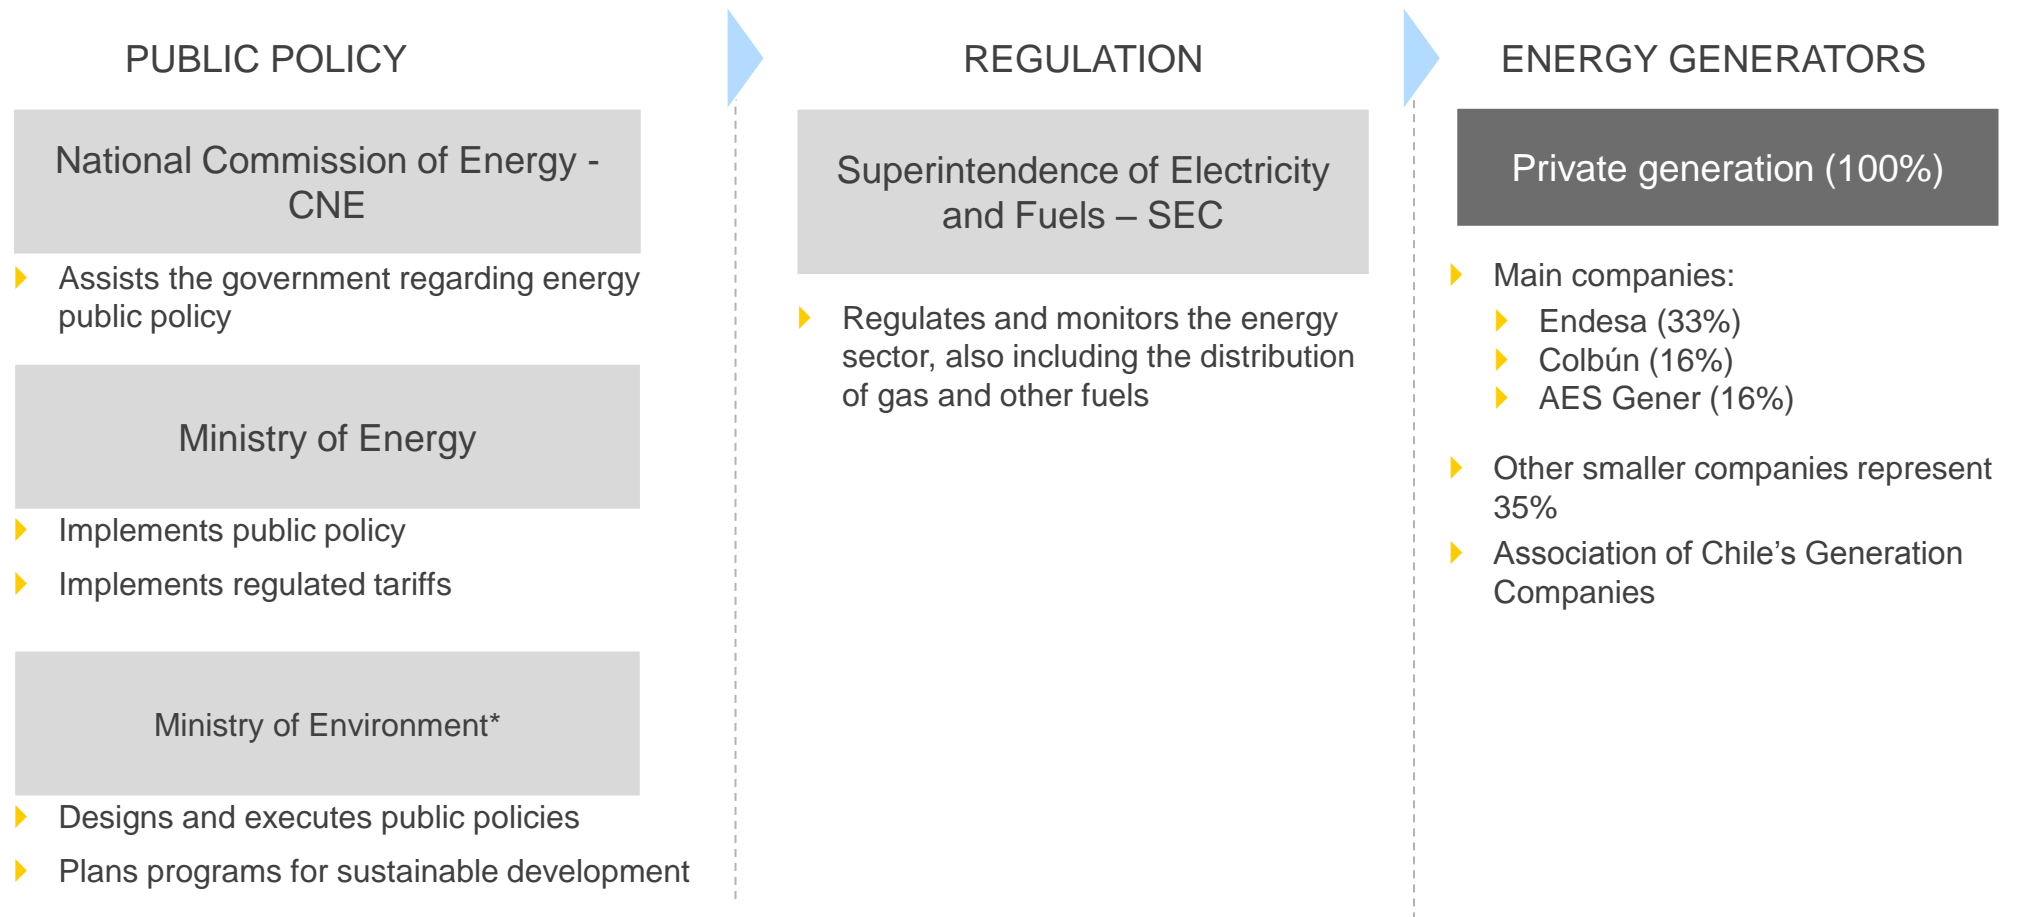 PUBLIC POLICY
National Commission of Energy -
CNE
Assists the government regarding energy
public policy
Ministry of Energy
Implements public policy
Implements regulated tariffs
Ministry of Environment*
Designs and executes public policies
Plans programs for sustainable development
REGULATION
Superintendence of Electricity
and Fuels – SEC
Regulates and monitors the energy
sector, also including the distribution
of gas and other fuels
ENERGY GENERATORS
Private generation (100%)
Main companies:
Endesa (33%)
Colbún (16%)
AES Gener (16%)
Other smaller companies represent
35%
Association of Chile’s Generation
Companies